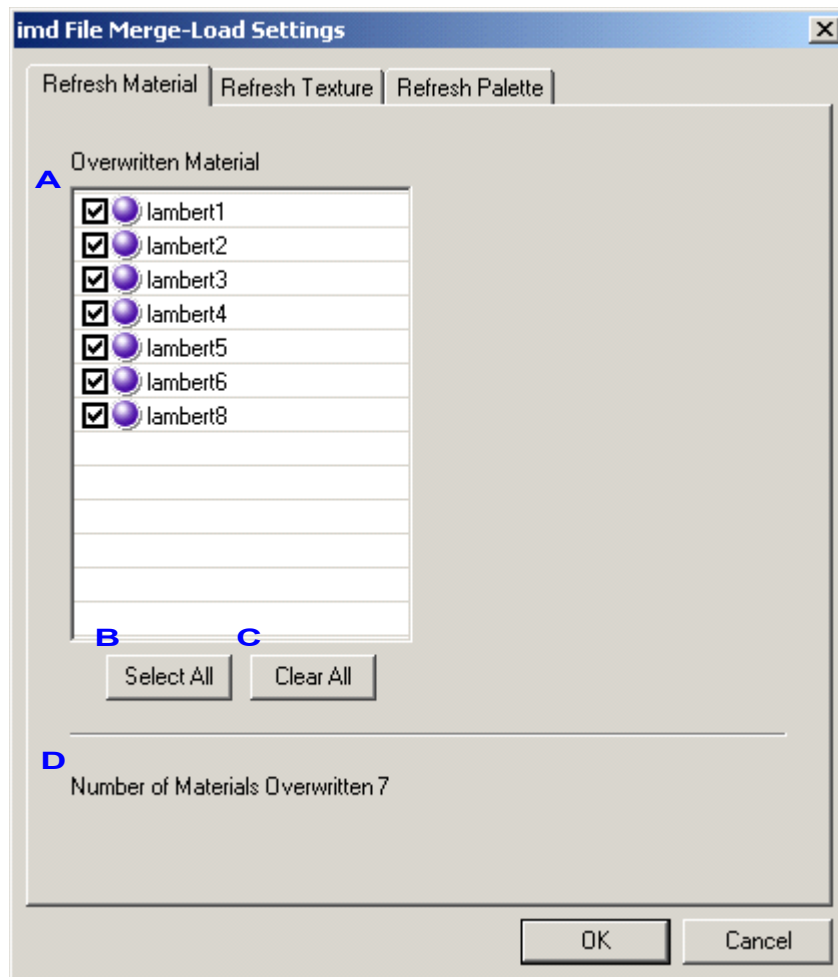 imd File Merge-Load Settings
Refresh Material Refresh Texture Refresh Palette
Overwritten Material
A
lambert1
lambert2
lambert3
lambert4
lambert5
lambert6
lambert8
B C
Select All Clear All
D
Number of Materials Overwritten 7
OK Cancel